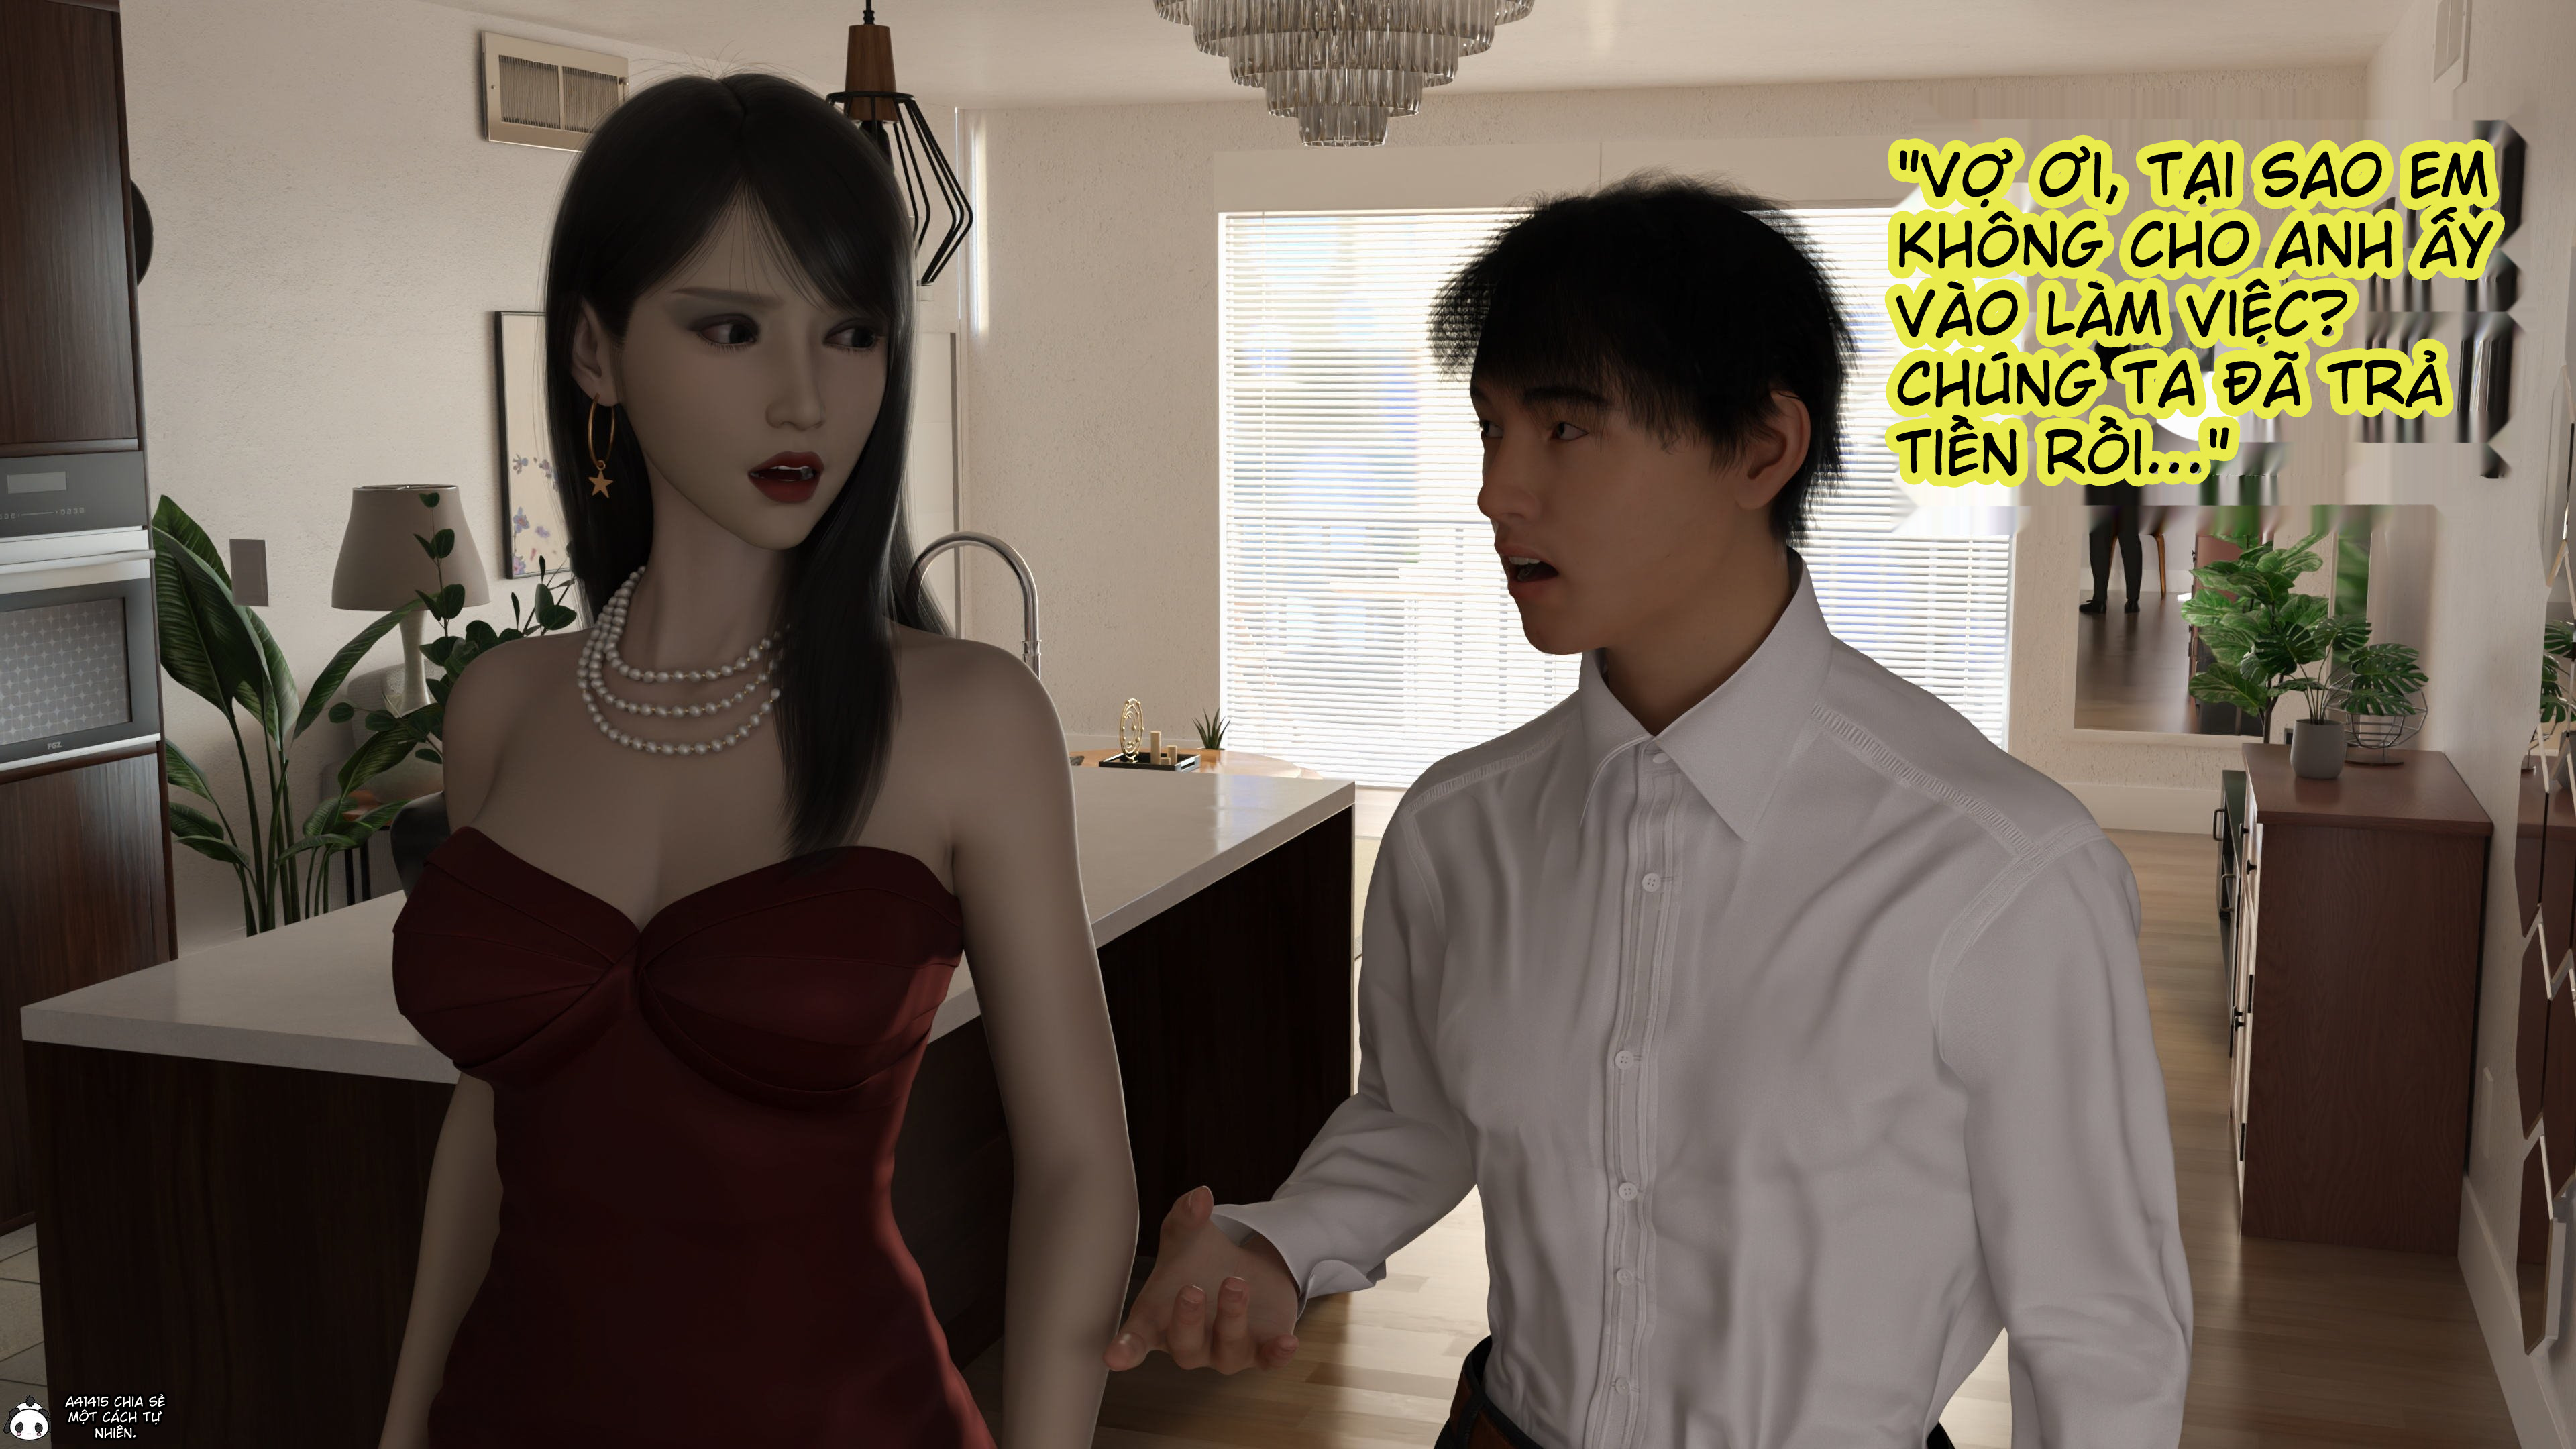 "VỢ ƠI, TẠI SAO EM
KHÔNG CHO ANH ẤY
VÀO LÀM VIỆC?
CHÚNG TA ĐÃ TRẢ
TIỀN RỒI..."
FGZ
A41415 CHIA SẺ
MỘT CÁCH TỰ
NHIÊN.